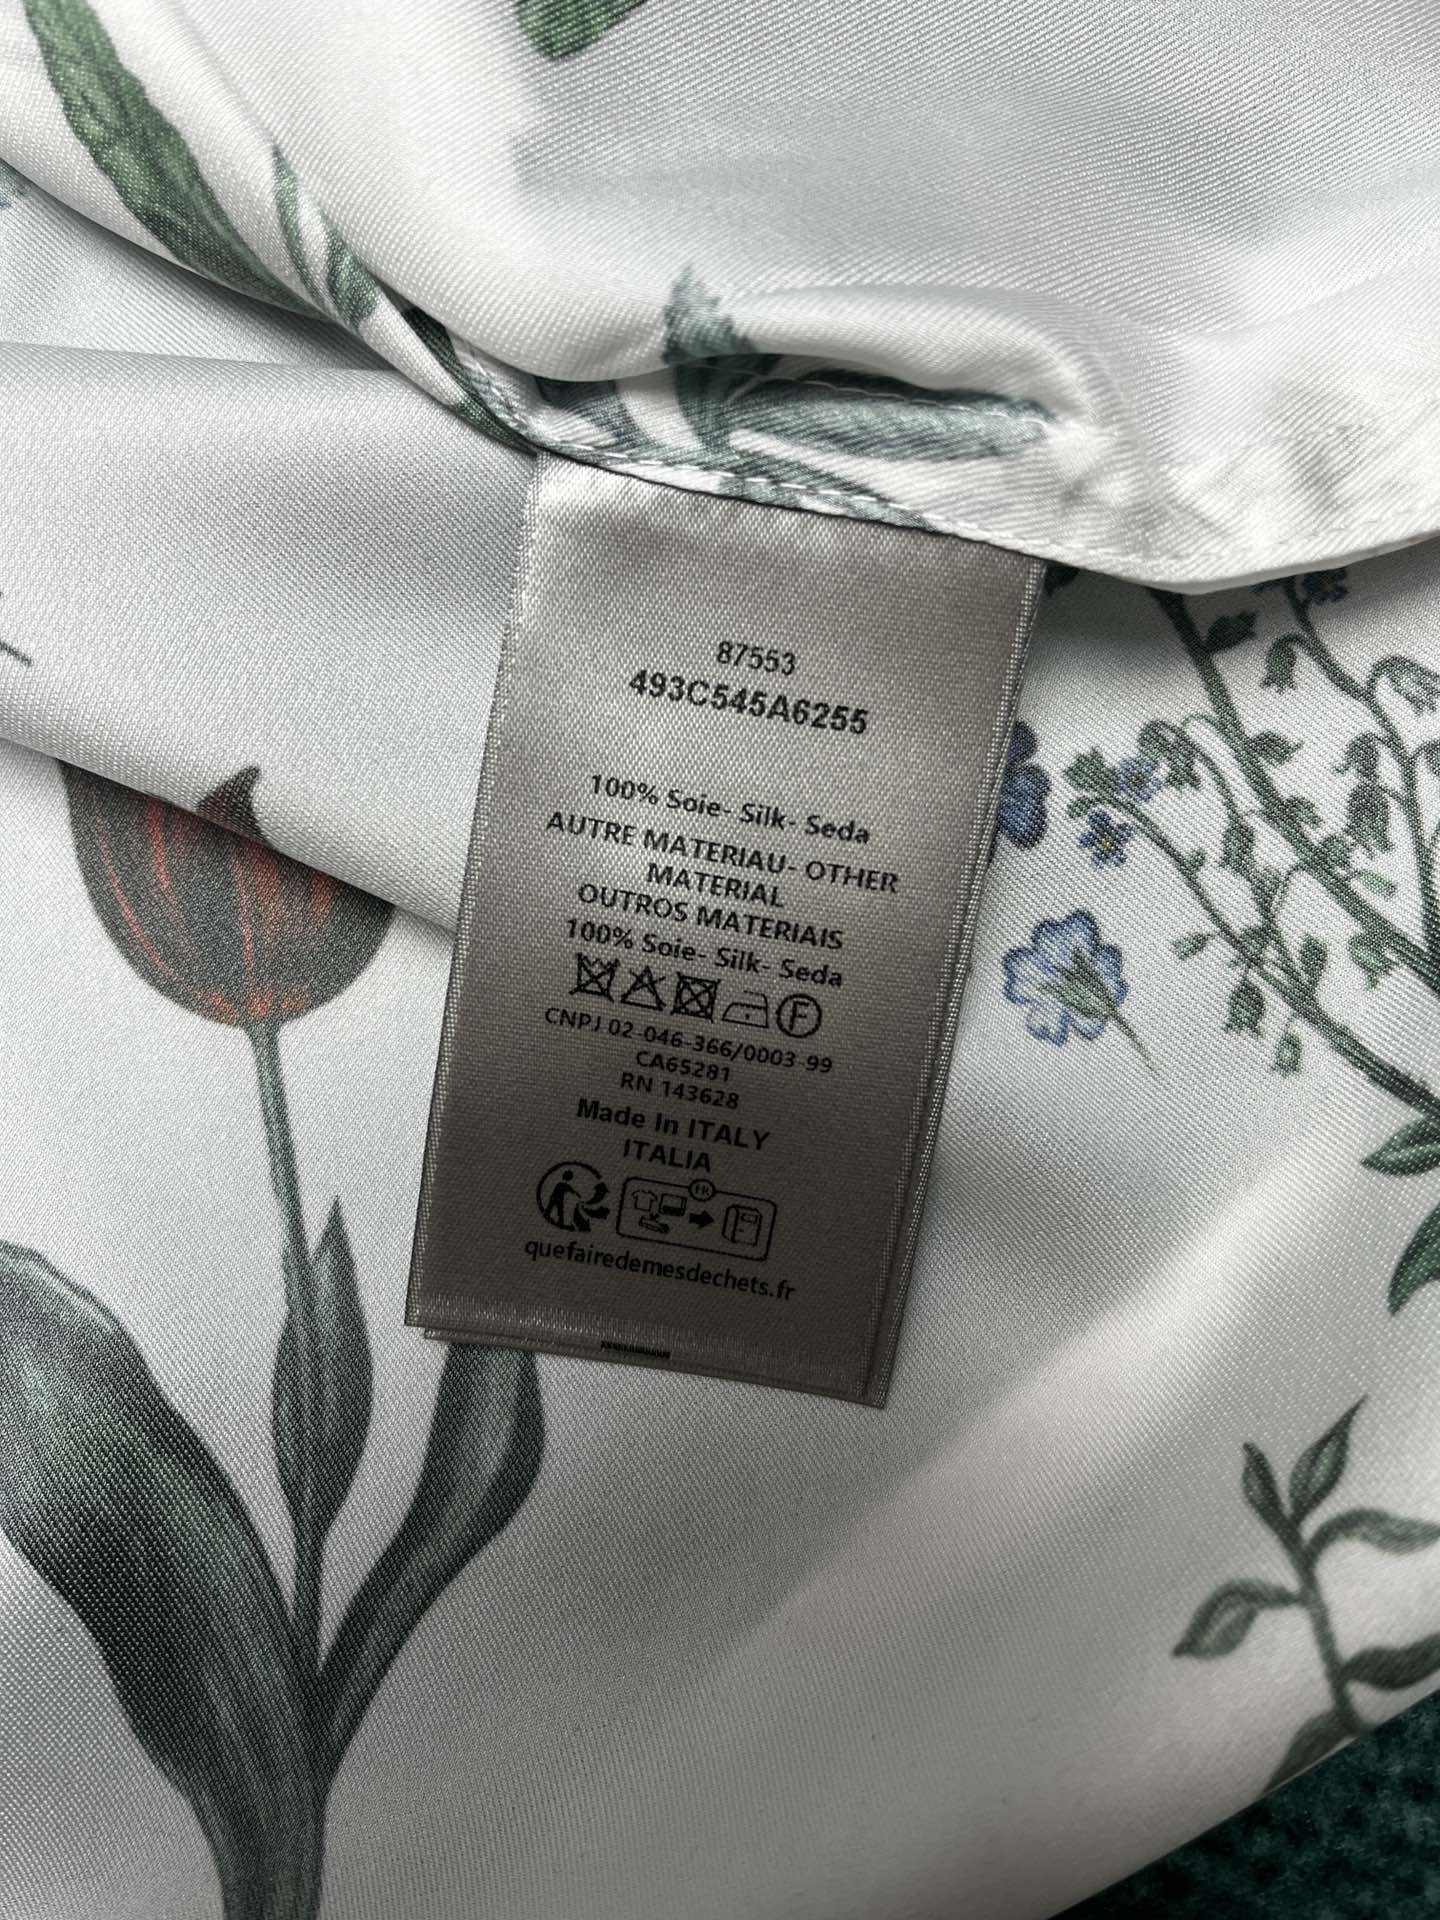 87553
493C545A6255
100% Soie- Silk- Seda
AUTRE MATERIAU- OTHER
MATERIAL
OUTROS MATERIAIS
100% Soie- Silk- Seda
F
CNPJ 02-046-366/0003-99
CA65281
RN 143628
Made In ITALY
ITALIA
FR
quefairedemesdechets.fr